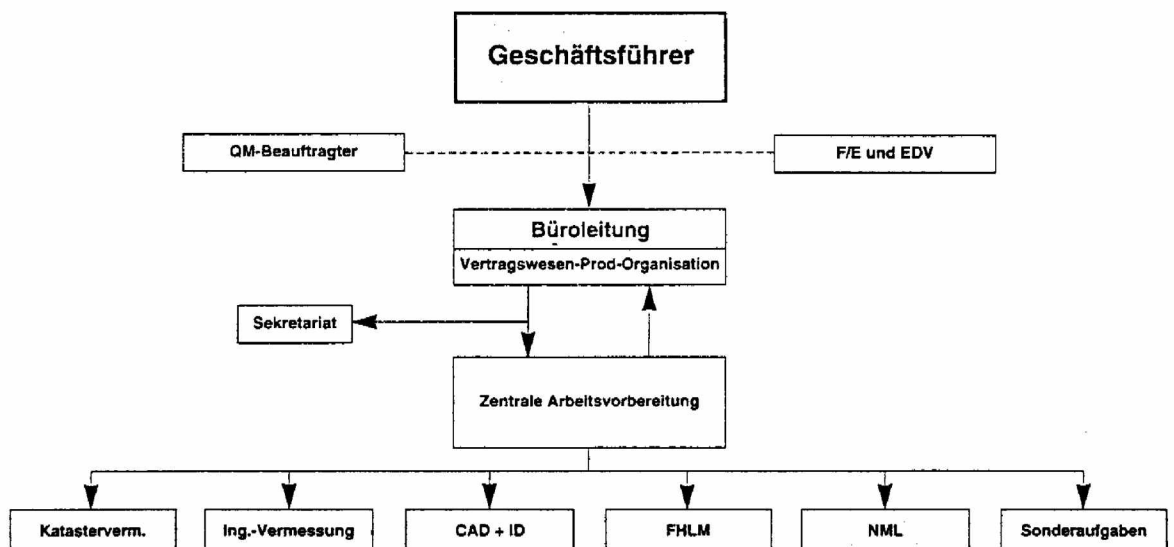 Geschäftsführer
QM-Beauftragter
F/E und EDV
Büroleitung
Vertragswesen-Prod-Organisation
Sekretariat
Zentrale Arbeitsvorbereitung
Katasterverm.
Ing.-Vermessung
CAD + ID
FHLM
NML
Sonderaufgaben